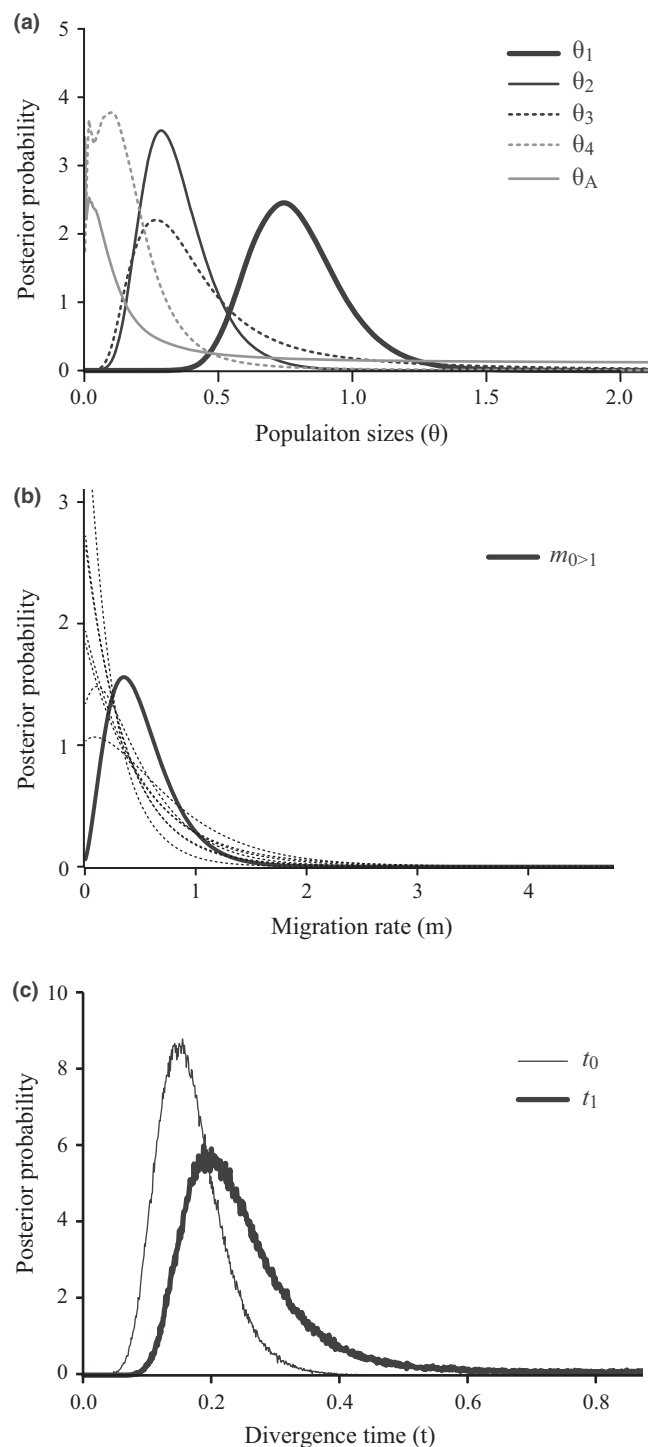 (a)
5
4
3
2
1
0
Posterior probability
θ1
θ2
θ3
θ4
θA
0.0 0.5 1.0 1.5 2.0
Populaiton sizes (θ)
(b)
3
2
1
0
Posterior probability
m0>1
0 1 2 3 4
Migration rate (m)
(c)
10
8
6
4
2
0
Posterior probability
t0
t1
0.0 0.2 0.4 0.6 0.8
Divergence time (t)